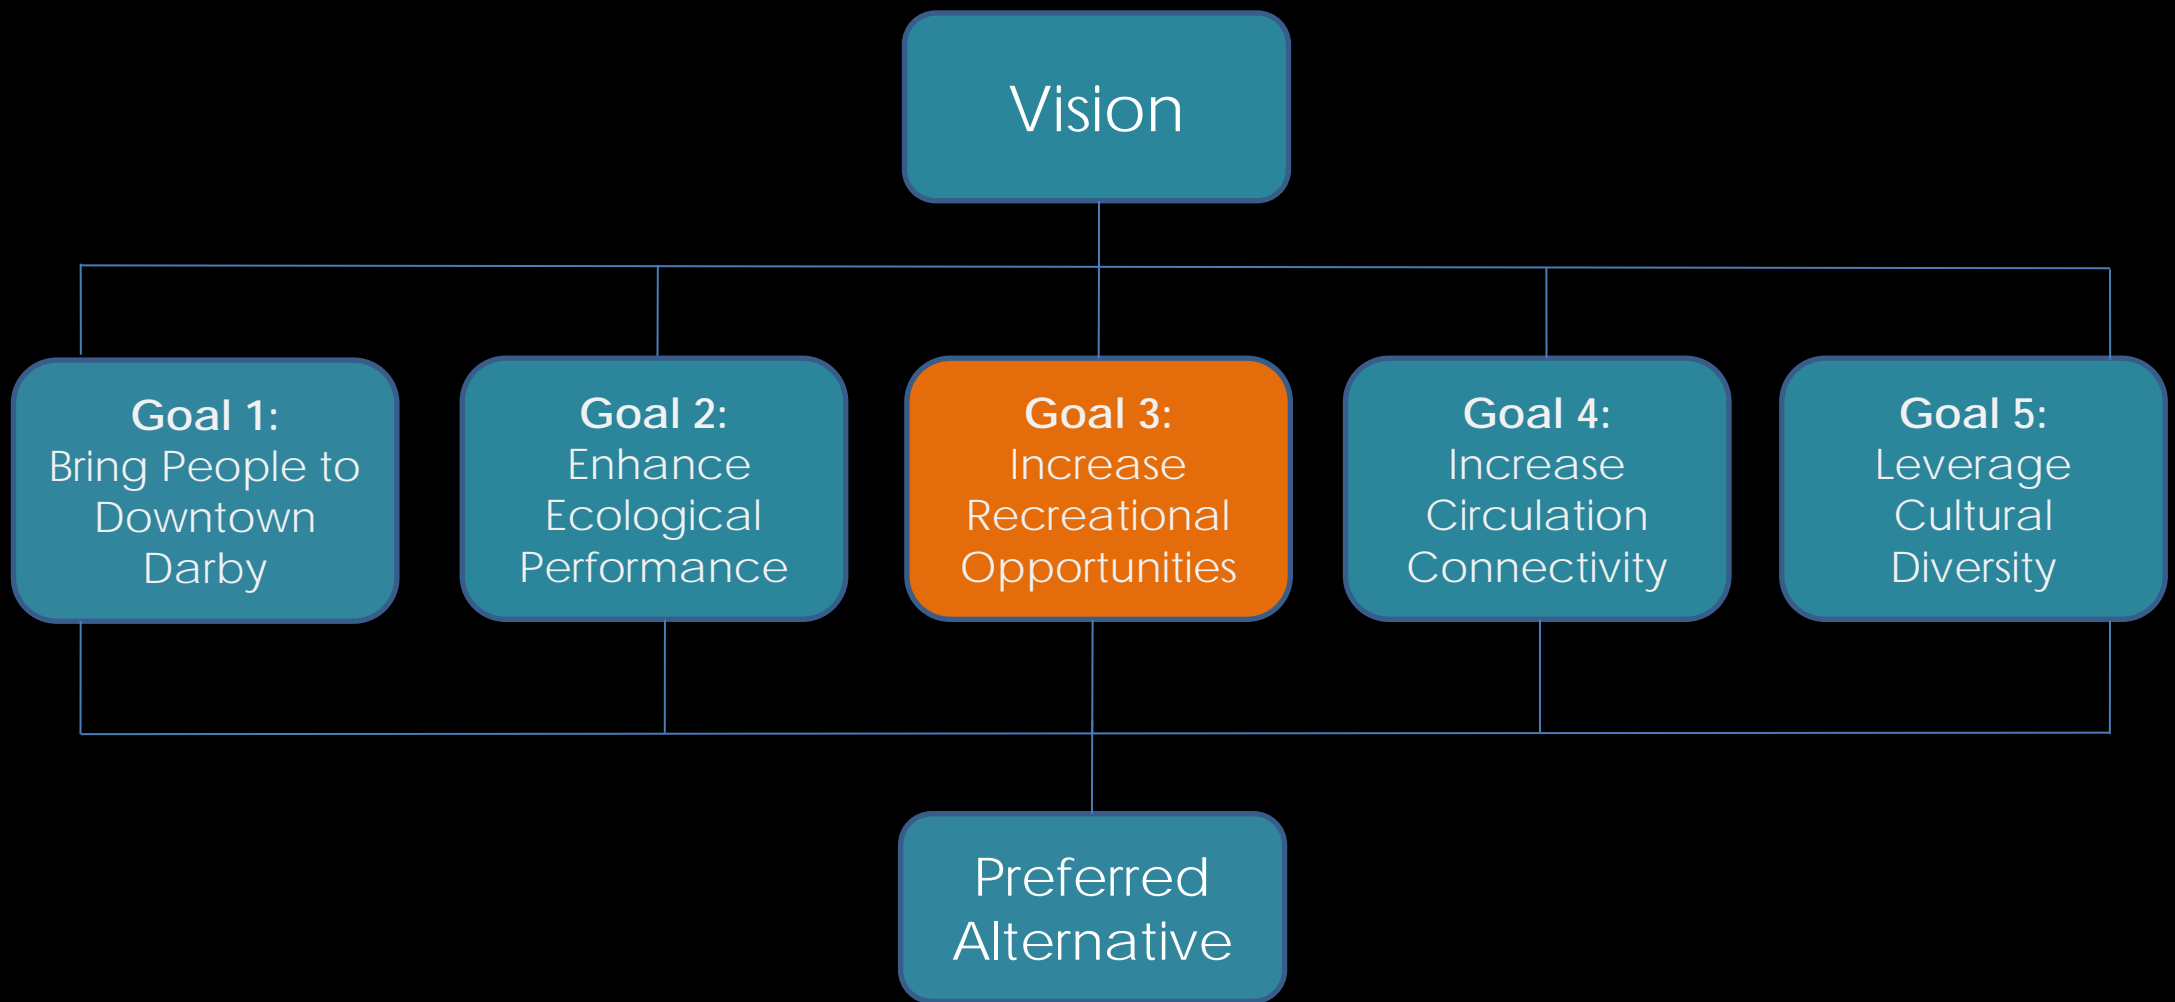 Vision
Goal 1:
Bring People to
Downtown
Darby
Goal 2:
Enhance
Ecological
Performance
Goal 3:
Increase
Recreational
Opportunities
Goal 4:
Increase
Circulation
Connectivity
Goal 5:
Leverage
Cultural
Diversity
Preferred
Alternative